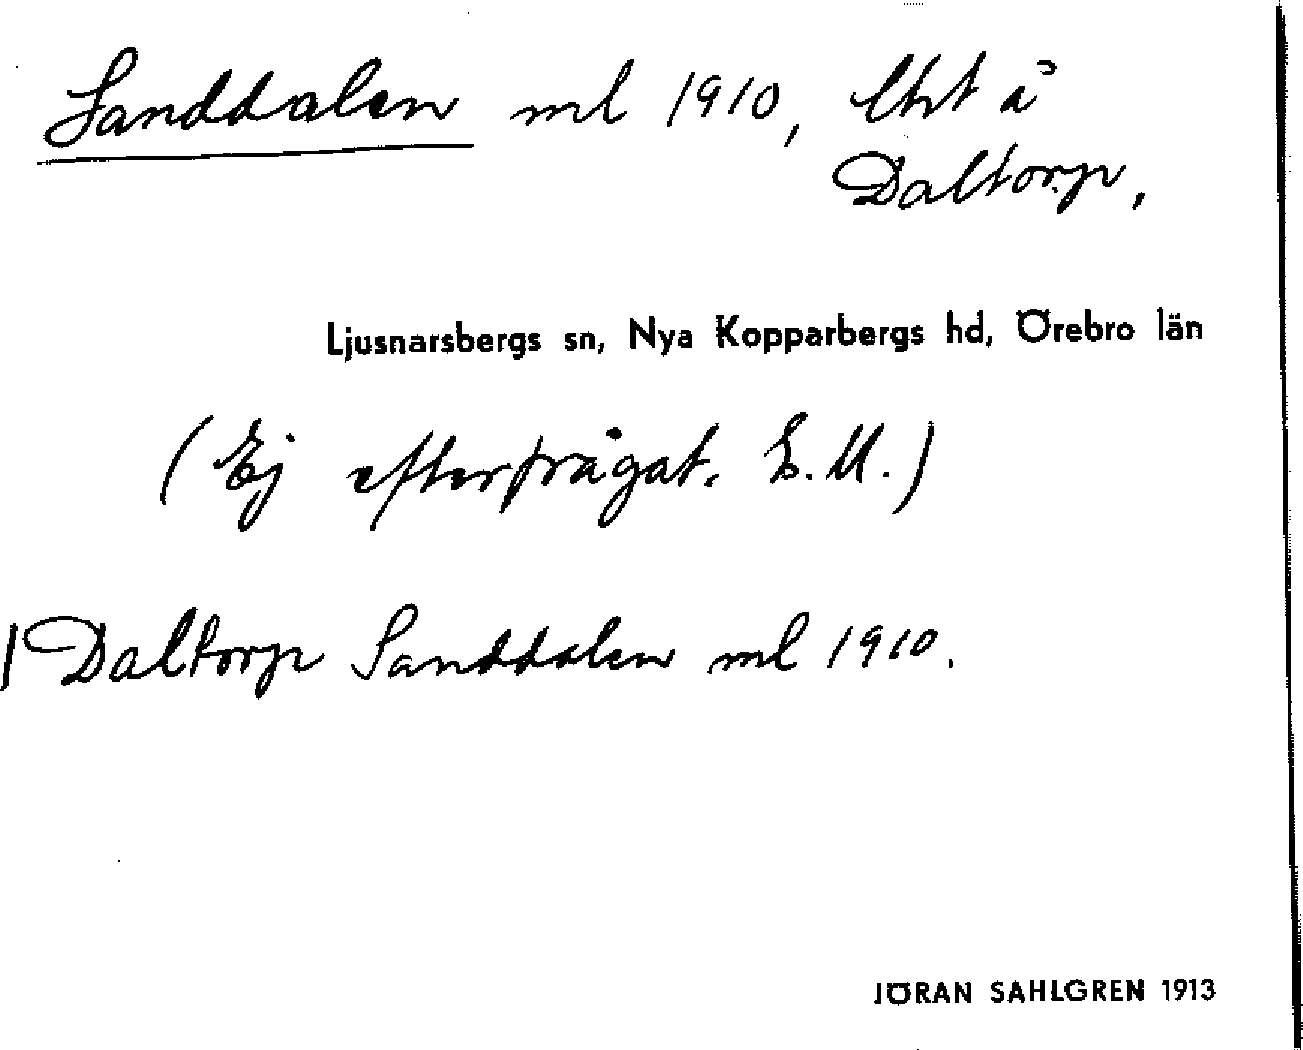 Sanddalen ml 1910, lht å
Daltorp,
Ljusnarsbergs sn, Nya Kopparbergs hd, Örebro län
(Ej efterfrågat. E.M.)
Daltorp Sanddalen ml 1910.
JÖRAN SAHLGREN 1913